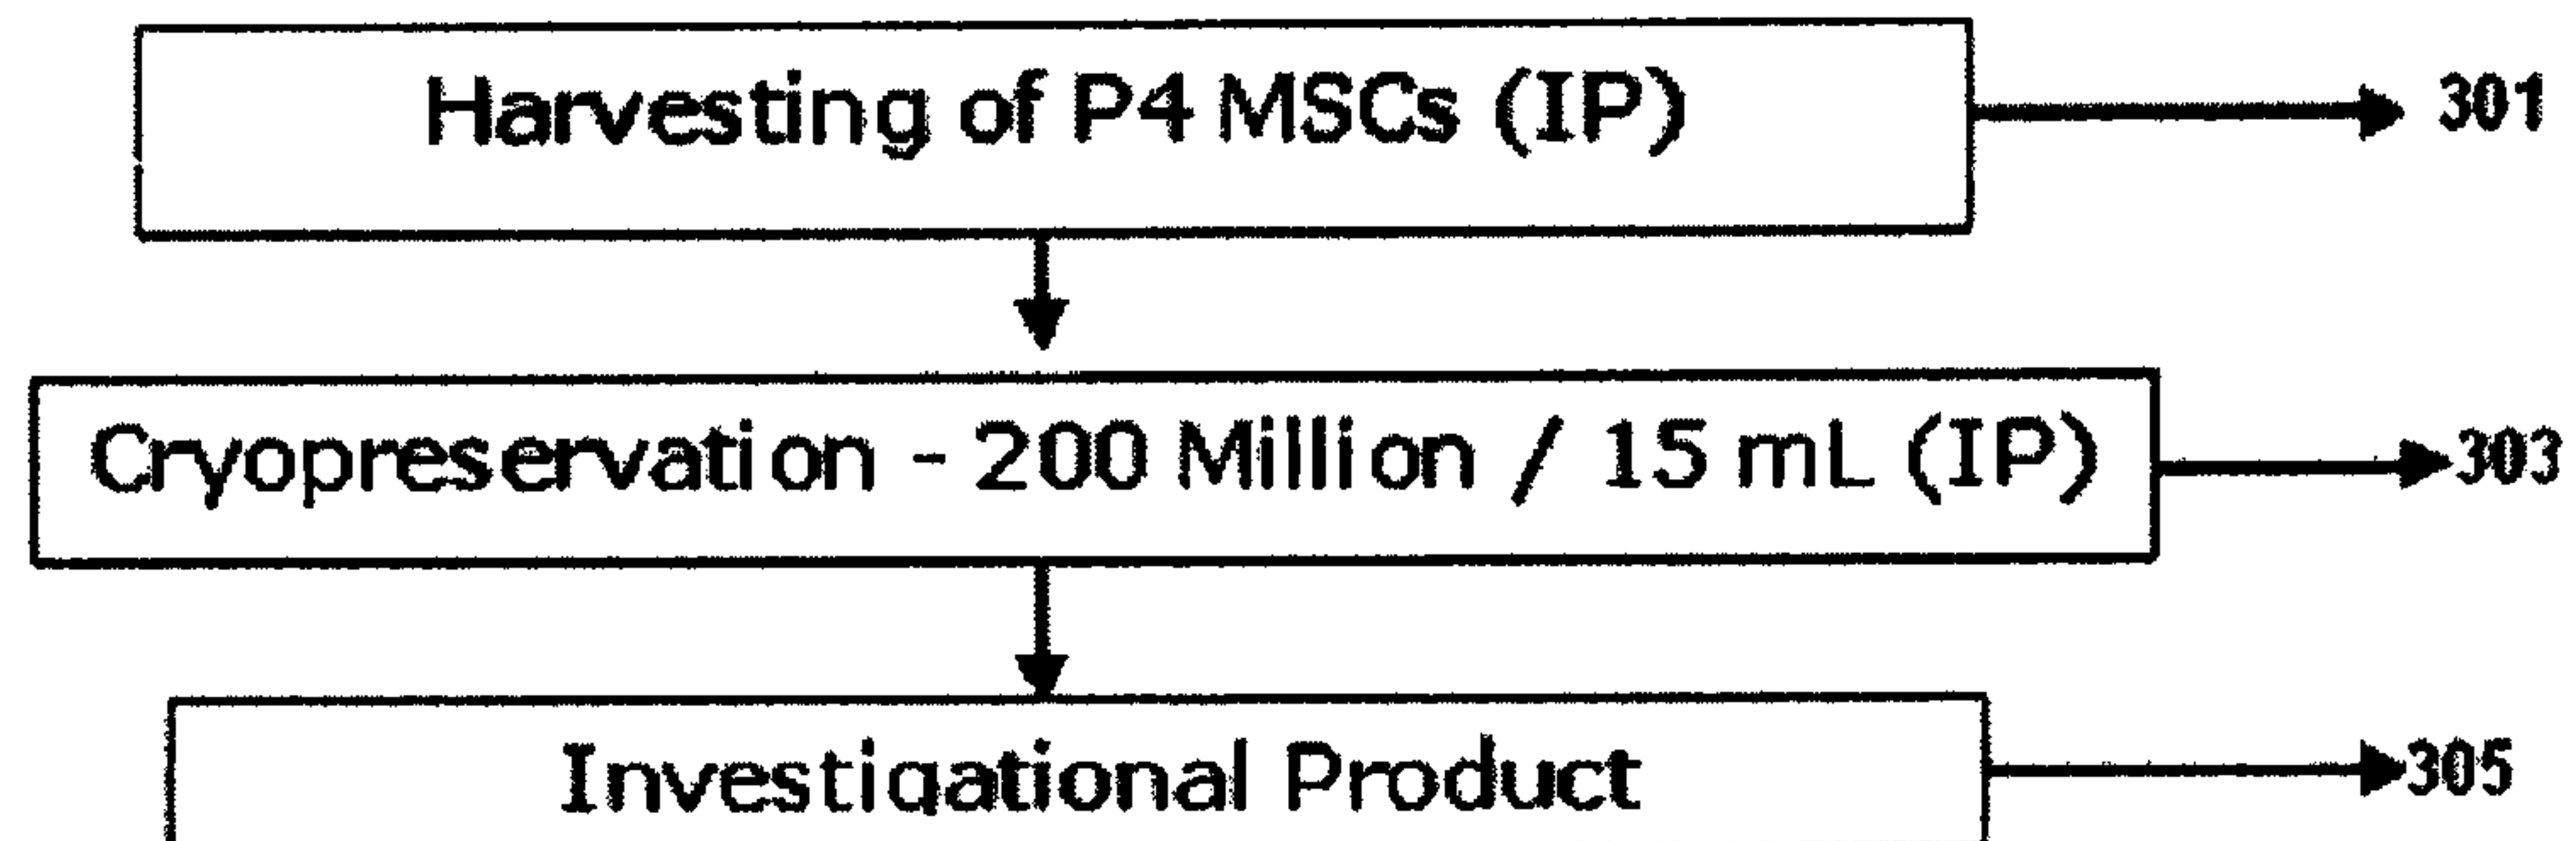 Harvesting of P4 MSCs (IP)
301
Cryopreservation - 200 Million / 15 mL (IP)
303
Investigational Product
305